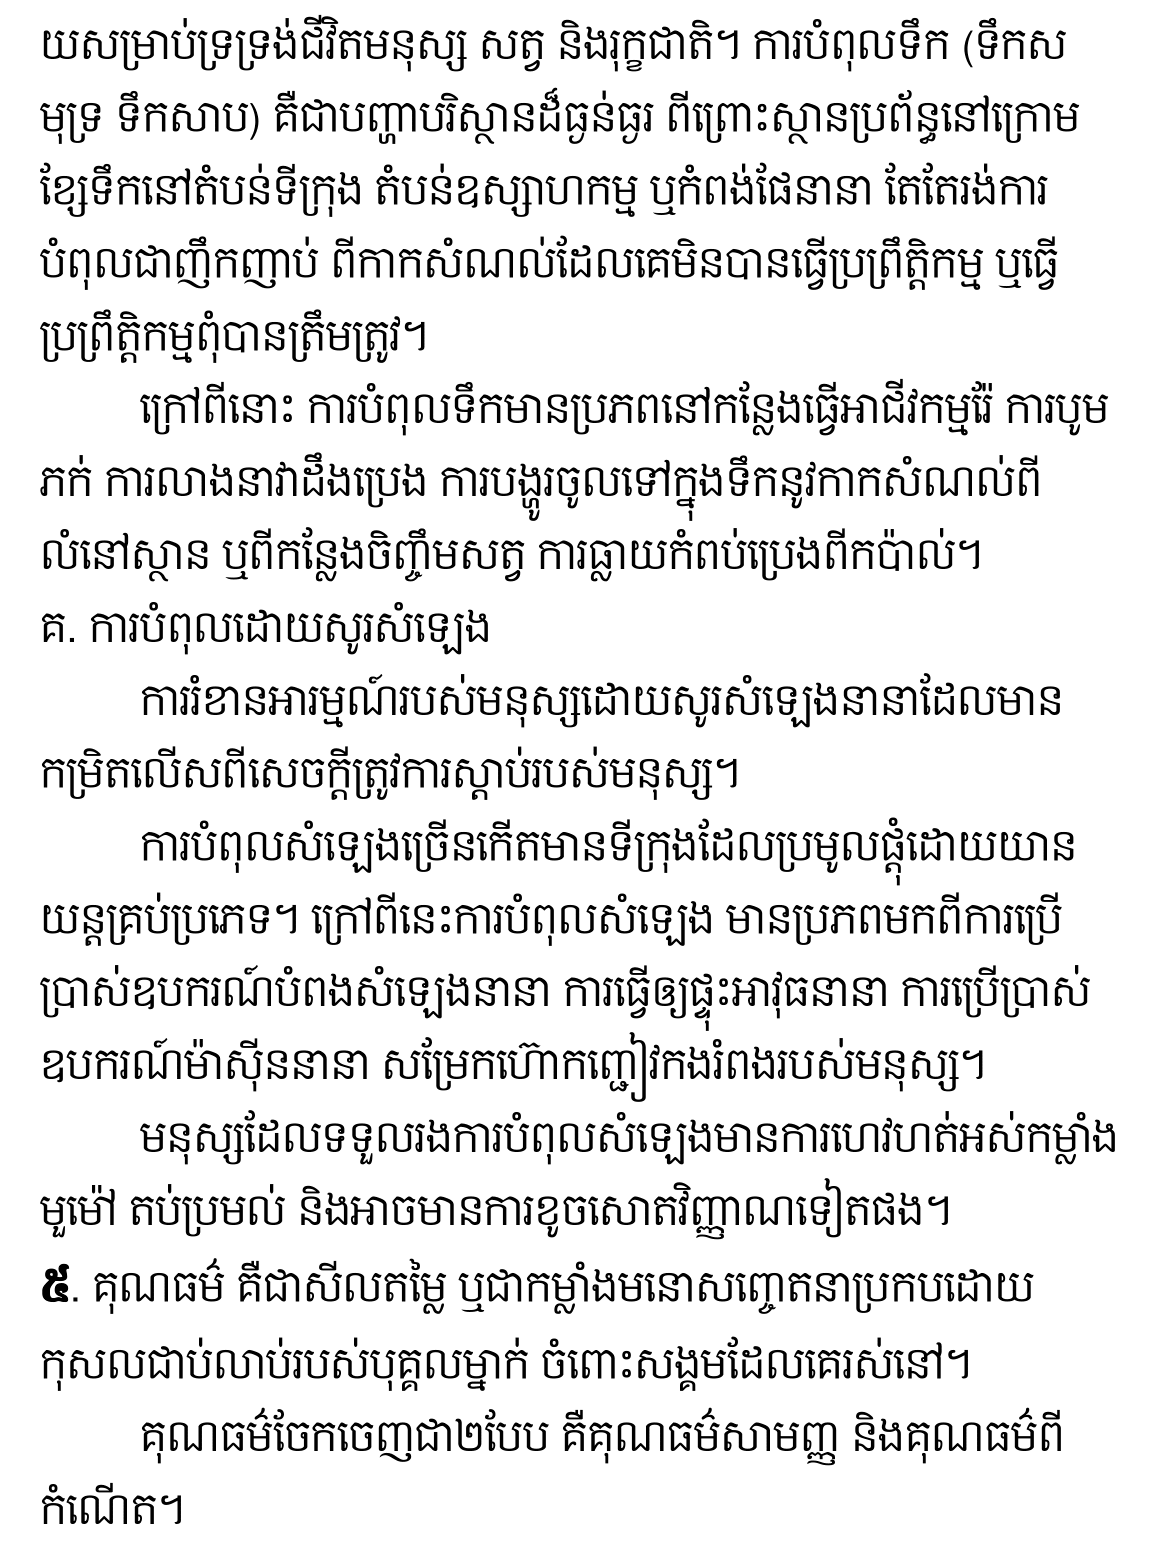 យសម្រាប់ទ្រទ្រង់ជីវិតមនុស្ស សត្វ និងរុក្ខជាតិ។ ការបំពុលទឹក (ទឹកស
មុទ្រ ទឹកសាប) គឺជាបញ្ហាបរិស្ថានដ៏ធ្ងន់ធ្ងរ ពីព្រោះស្ថានប្រព័ន្ធនៅក្រោម
ខ្សែទឹកនៅតំបន់ទីក្រុង តំបន់ឧស្សាហកម្ម ឬកំពង់ផែនានា តែតែរង់ការ
បំពុលជាញឹកញាប់ ពីកាកសំណល់ដែលគេមិនបានធ្វើប្រព្រឹត្តិកម្ម ឬធ្វើ
ប្រព្រឹត្តិកម្មពុំបានត្រឹមត្រូវ។
ក្រៅពីនោះ ការបំពុលទឹកមានប្រភពនៅកន្លែងធ្វើអាជីវកម្មរ៉ែ ការបូម
ភក់ ការលាងនាវាដឹងប្រេង ការបង្ហូរចូលទៅក្នុងទឹកនូវកាកសំណល់ពី
លំនៅស្ថាន ឬពីកន្លែងចិញ្ចឹមសត្វ ការធ្លាយកំពប់ប្រេងពីកប៉ាល់។
គ. ការបំពុលដោយសូរសំឡេង
ការរំខានអារម្មណ៍របស់មនុស្សដោយសូរសំឡេងនានាដែលមាន
កម្រិតលើសពីសេចក្តីត្រូវការស្តាប់របស់មនុស្ស។
ការបំពុលសំឡេងច្រើនកើតមានទីក្រុងដែលប្រមូលផ្តុំដោយយាន
យន្តគ្រប់ប្រភេទ។ ក្រៅពីនេះការបំពុលសំឡេង មានប្រភពមកពីការប្រើ
ប្រាស់ឧបករណ៍បំពងសំឡេងនានា ការធ្វើឲ្យផ្ទុះអាវុធនានា ការប្រើប្រាស់
ឧបករណ៍ម៉ាស៊ីននានា សម្រែកហ៊ោកញ្ជៀវកងរំពងរបស់មនុស្ស។
មនុស្សដែលទទួលរងការបំពុលសំឡេងមានការហេវហត់អស់កម្លាំង
មួម៉ៅ តប់ប្រមល់ និងអាចមានការខូចសោតវិញ្ញាណទៀតផង។
៥. គុណធម៌ គឺជាសីលតម្លៃ ឬជាកម្លាំងមនោសញ្ចេតនាប្រកបដោយ
កុសលជាប់លាប់របស់បុគ្គលម្នាក់ ចំពោះសង្គមដែលគេរស់នៅ។
គុណធម៌ចែកចេញជា២បែប គឺគុណធម៌សាមញ្ញ និងគុណធម៌ពី
កំណើត។